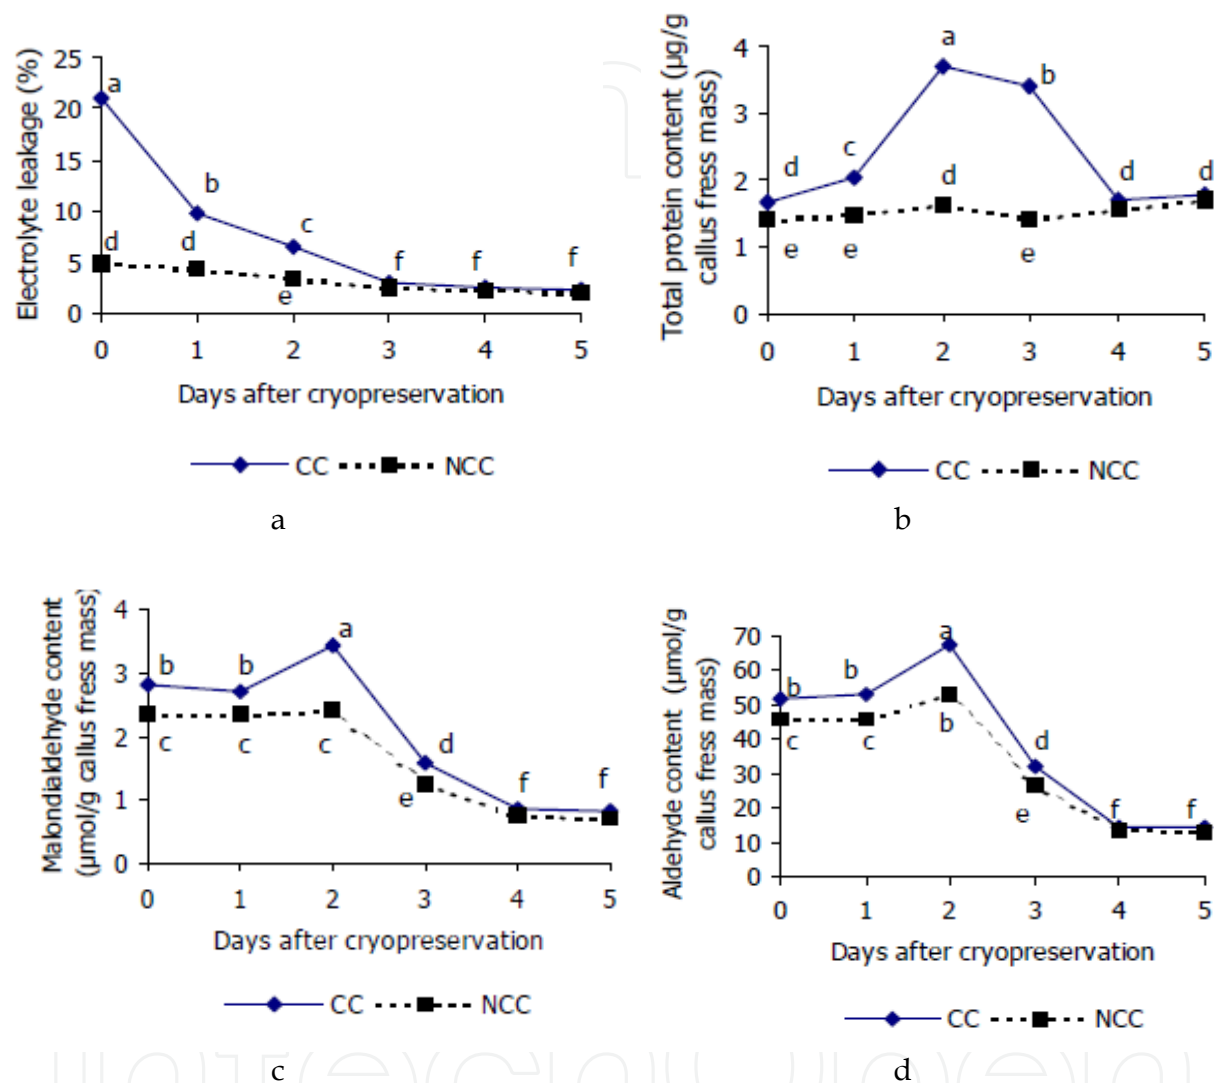 Electrolyte leakage (%)
25
20
15
10
5
0
a
b
c
d
d
e
f
f
f
0 1 2 3 4 5
Days after cryopreservation
CC NCC
a
Total protein content (µg/g
callus fress mass)
4
3
2
1
0
a
b
c
d
d
d
d
e
e
e
0 1 2 3 4 5
Days after cryopreservation
CC NCC
b
Malondialdehyde content
(µmol/g callus fress mass)
4
3
2
1
0
a
b
b
c
c
c
d
e
f
f
0 1 2 3 4 5
Days after cryopreservation
CC NCC
c
Aldehyde content (µmol/g
callus fress mass)
70
60
50
40
30
20
10
0
a
b
b
b
c
c
d
e
f
f
0 1 2 3 4 5
Days after cryopreservation
CC NCC
d